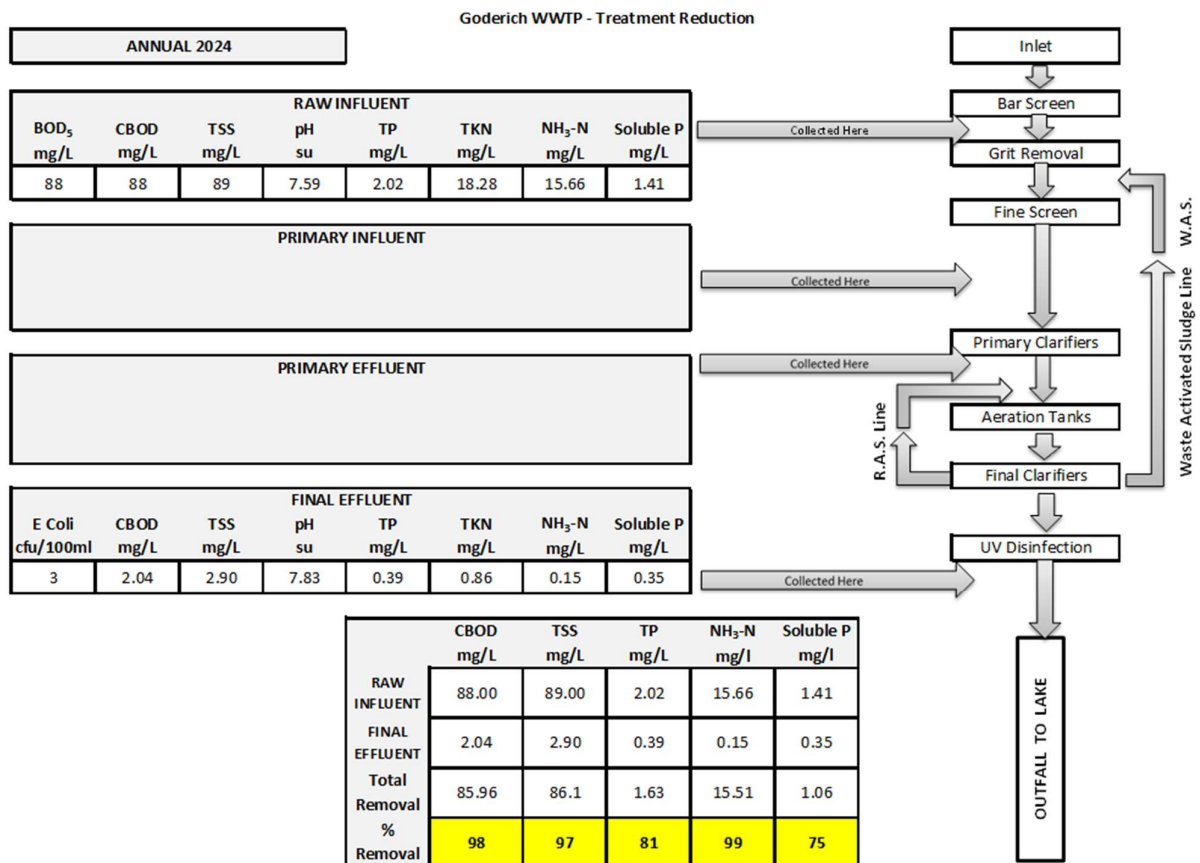 Goderich WWTP - Treatment Reduction
ANNUAL 2024
RAW INFLUENT
BOD₅ CBOD TSS pH TP TKN NH₃-N Soluble P
mg/L mg/L mg/L su mg/L mg/L mg/L mg/L
88 88 89 7.59 2.02 18.28 15.66 1.41
Collected Here
PRIMARY INFLUENT
Collected Here
PRIMARY EFFLUENT
Collected Here
FINAL EFFLUENT
E Coli CBOD TSS pH TP TKN NH₃-N Soluble P
cfu/100ml mg/L mg/L su mg/L mg/L mg/L mg/L
3 2.04 2.90 7.83 0.39 0.86 0.15 0.35
Collected Here
CBOD TSS TP NH₃-N Soluble P
mg/L mg/L mg/L mg/l mg/l
RAW
INFLUENT
88.00 89.00 2.02 15.66 1.41
FINAL
EFFLUENT
2.04 2.90 0.39 0.15 0.35
Total
Removal
85.96 86.1 1.63 15.51 1.06
%
Removal
98 97 81 99 75
Inlet
Bar Screen
Grit Removal
Fine Screen
Primary Clarifiers
Aeration Tanks
Final Clarifiers
UV Disinfection
OUTFALL TO LAKE
R.A.S. Line
W.A.S.
Waste Activated Sludge Line